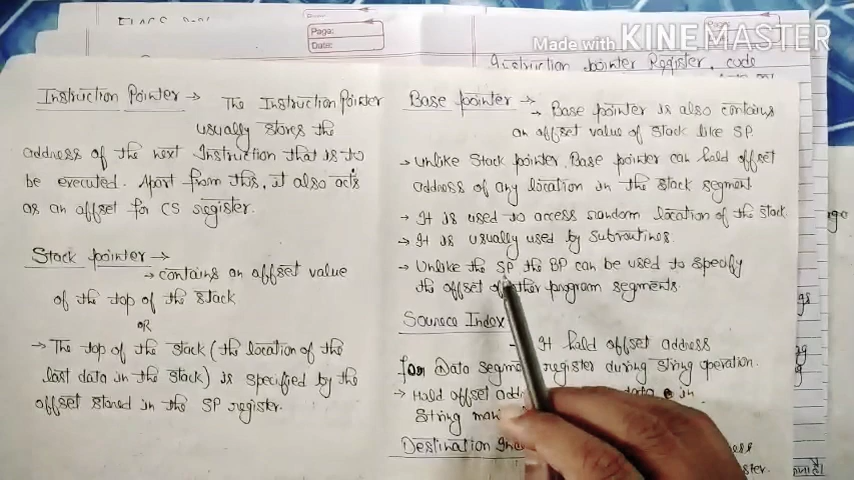 Made with KINEMASTER
Page:
Date:
Page:
Instruction pointer Register, code
Instruction Pointer → The Instruction Pointer
usually stores the
address of the next Instruction that is to
be executed. Apart from this, it also acts
as an offset for CS register.
Stack pointer →
→ contains an offset value
of the top of the stack
OR
→ The top of the stack (the location of the
last data in the stack) is specified by the
offset stored in the SP register.
Base pointer →
→ Base pointer is also contains
an offset value of stack like SP.
→ Unlike Stack pointer, Base pointer can hold offset
address of any location in the stack segment
→ It is used to access random location of the stack
→ It is usually used by subroutines.
→ Unlike the SP the BP can be used to specify
the offset of other program segments.
Source Index
It hold offset address
for Data segment register during string operation.
→ Hold offset data in
String
Destination